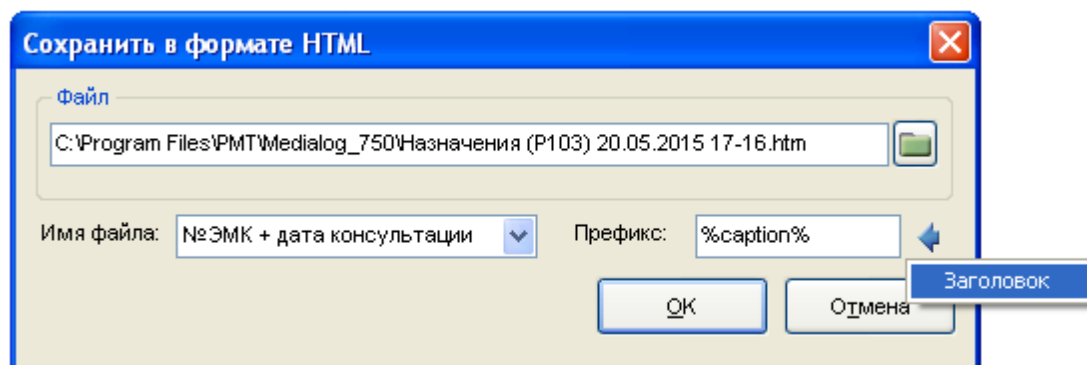 Сохранить в формате HTML
Файл
C:\Program Files\PMT\Medialog_750\Назначения (P103) 20.05.2015 17-16.htm
Имя файла: №ЭМК + дата консультации Префикс: %caption%
Заголовок
OK Отмена